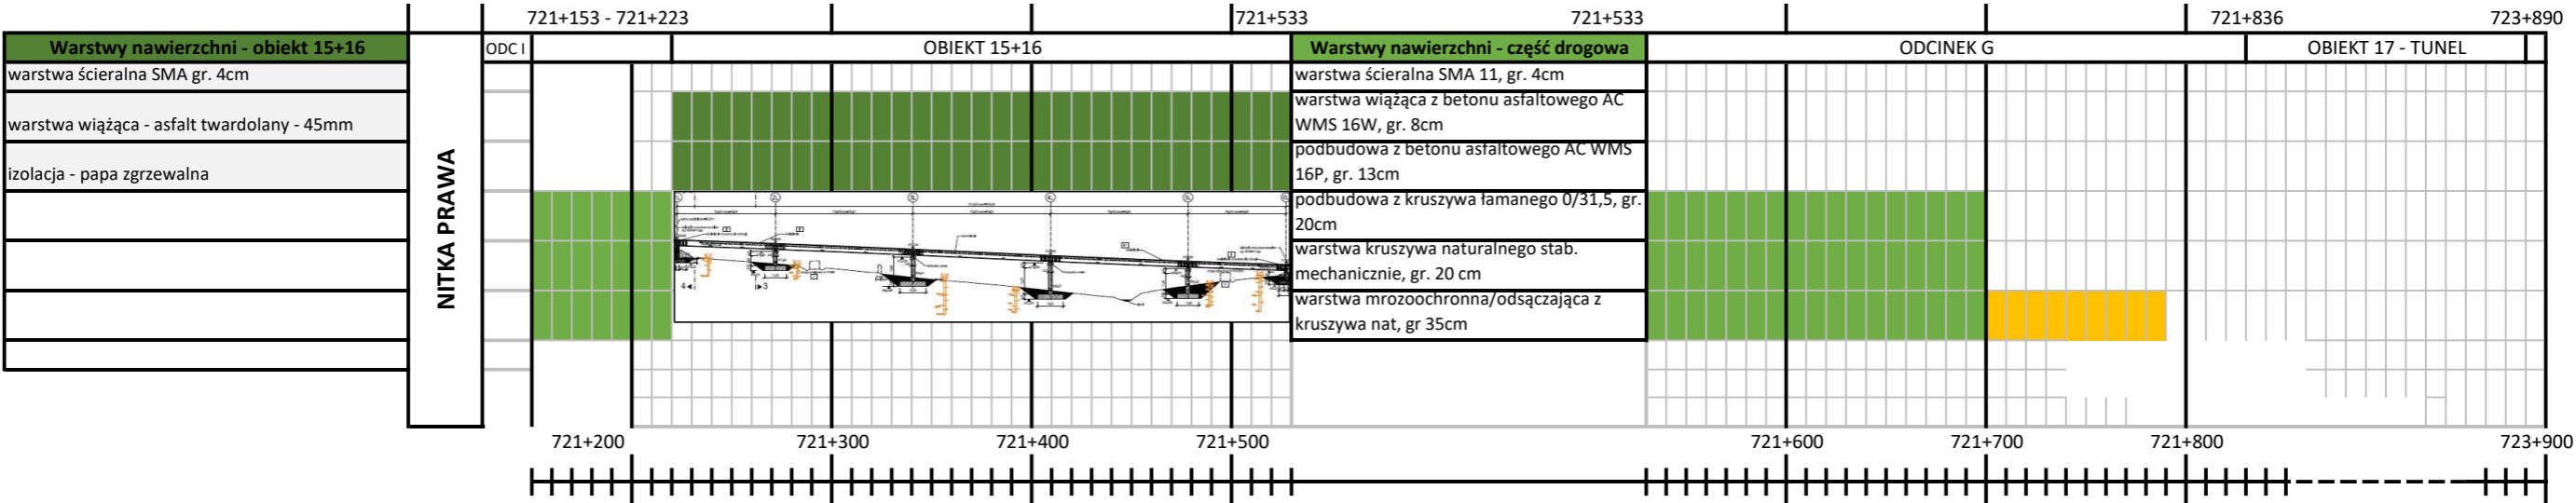 721+153 - 721+223
721+533
721+533
721+836
723+890
Warstwy nawierzchni - obiekt 15+16
ODC I
OBIEKT 15+16
Warstwy nawierzchni - część drogowa
ODCINEK G
OBIEKT 17 - TUNEL
warstwa ścieralna SMA gr. 4cm
warstwa wiążąca - asfalt twardolany - 45mm
izolacja - papa zgrzewalna
NITKA PRAWA
warstwa ścieralna SMA 11, gr. 4cm
warstwa wiążąca z betonu asfaltowego AC
WMS 16W, gr. 8cm
podbudowa z betonu asfaltowego AC WMS
16P, gr. 13cm
podbudowa z kruszywa łamanego 0/31,5, gr.
20cm
warstwa kruszywa naturalnego stab.
mechanicznie, gr. 20 cm
warstwa mrozoochronna/odsączająca z
kruszywa nat, gr 35cm
721+200
721+300
721+400
721+500
721+600
721+700
721+800
723+900